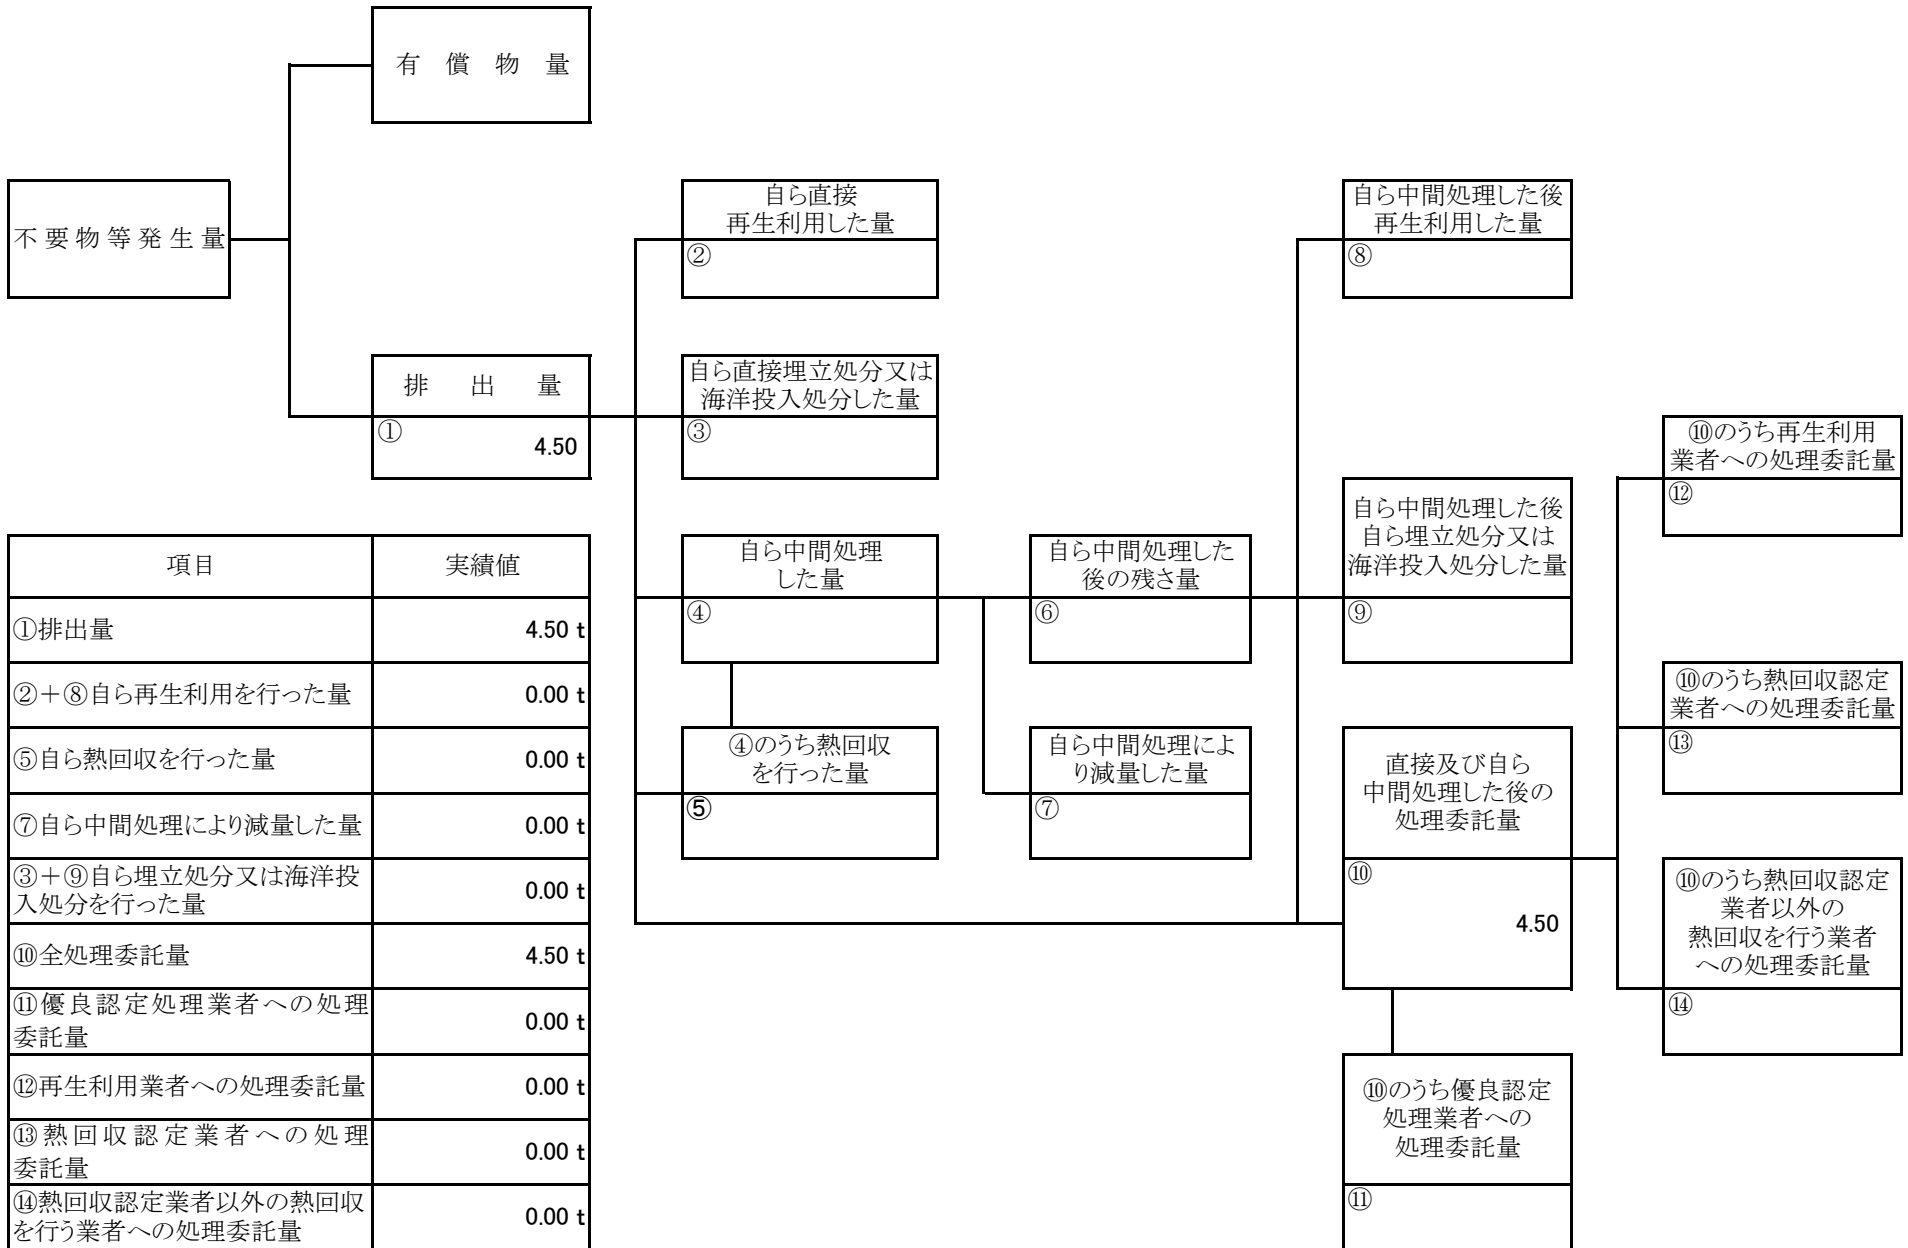 有償物量
不要物等発生量
排出量
①
4.50
自ら直接
再生利用した量
②
自ら直接埋立処分又は
海洋投入処分した量
③
自ら中間処理
した量
④
④のうち熱回収
を行った量
⑤
自ら中間処理した
後の残さ量
⑥
自ら中間処理によ
り減量した量
⑦
自ら中間処理した後
再生利用した量
⑧
自ら中間処理した後
自ら埋立処分又は
海洋投入処分した量
⑨
直接及び自ら
中間処理した後の
処理委託量
⑩
4.50
⑩のうち優良認定
処理業者への
処理委託量
⑪
⑩のうち再生利用
業者への処理委託量
⑫
⑩のうち熱回収認定
業者への処理委託量
⑬
⑩のうち熱回収認定
業者以外の
熱回収を行う業者
への処理委託量
⑭
項目 実績値
①排出量 4.50 t
②+⑧自ら再生利用を行った量 0.00 t
⑤自ら熱回収を行った量 0.00 t
⑦自ら中間処理により減量した量 0.00 t
③+⑨自ら埋立処分又は海洋投
入処分を行った量 0.00 t
⑩全処理委託量 4.50 t
⑪優良認定処理業者への処理
委託量 0.00 t
⑫再生利用業者への処理委託量 0.00 t
⑬熱回収認定業者への処理
委託量 0.00 t
⑭熱回収認定業者以外の熱回収
を行う業者への処理委託量 0.00 t